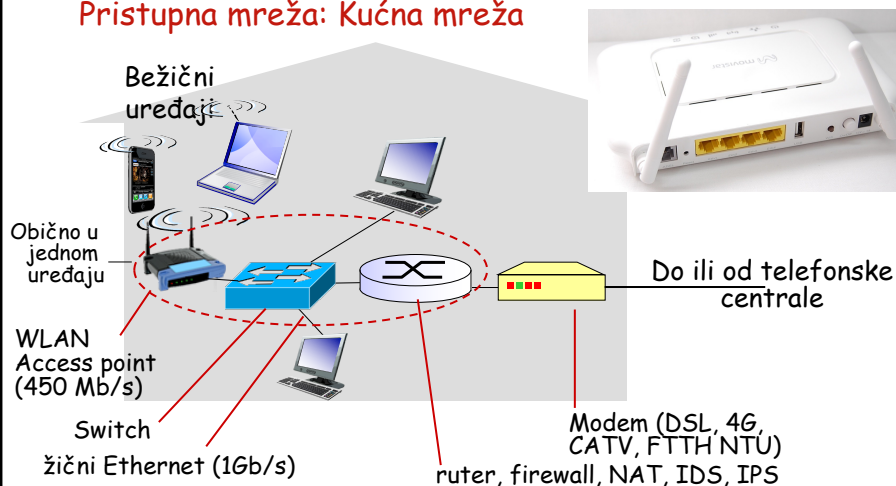 Pristupna mreža: Kućna mreža
Bežični
uređaji
Obično u
jednom
uređaju
Do ili od telefonske
centrale
WLAN
Access point
(450 Mb/s)
Switch
žični Ethernet (1Gb/s)
Modem (DSL, 4G,
CATV, FTTH NTU)
ruter, firewall, NAT, IDS, IPS
movistar